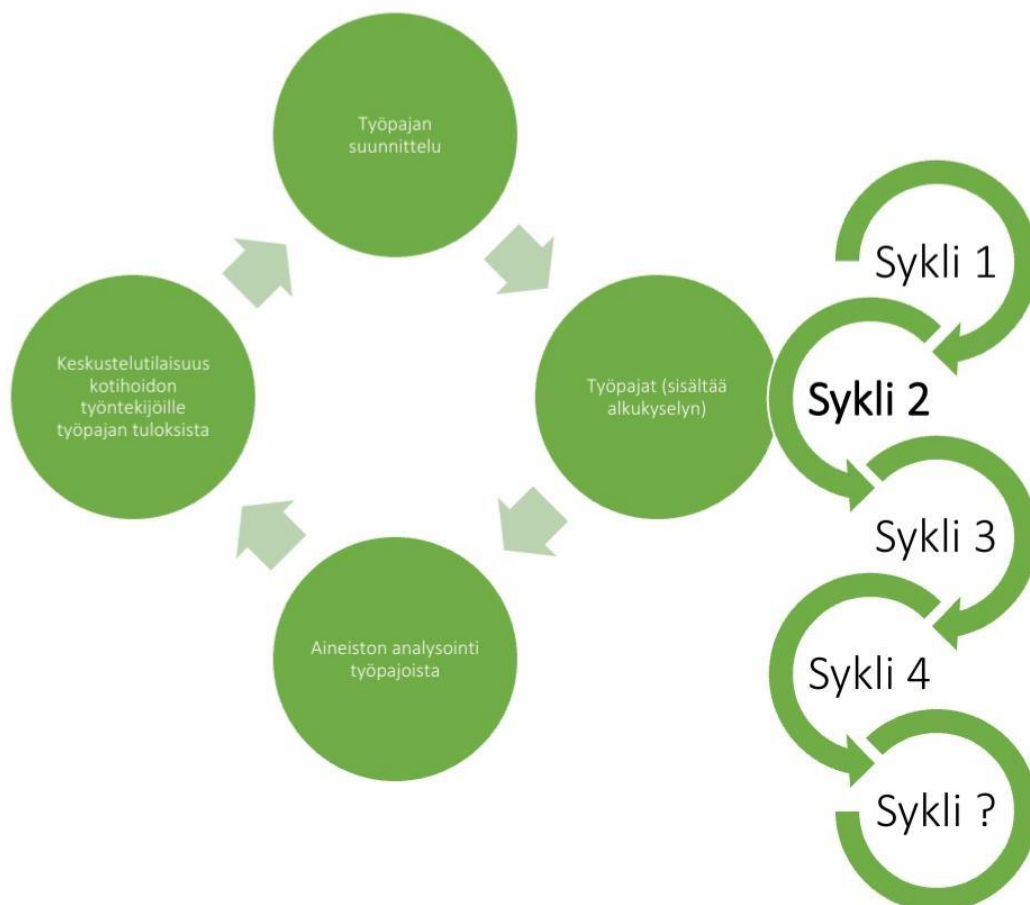 Työpajan
suunnittelu
Työpajat (sisältää
alkukyselyn)
Aineiston analysointi
työpajoista
Keskustelutilaisuus
kotihoidon
työntekijöille
työpajan tuloksista
Sykli 1
Sykli 2
Sykli 3
Sykli 4
Sykli ?